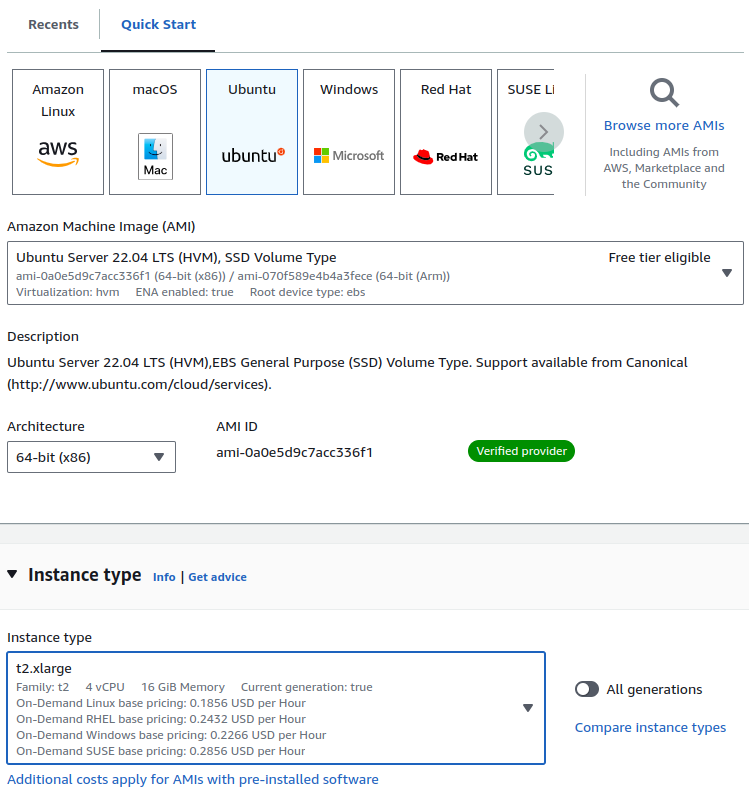 Recents
Quick Start
Amazon
Linux
aws
macOS
Mac
Ubuntu
ubuntu
Windows
Microsoft
Red Hat
Red Hat
SUSE Li
SUS
Browse more AMIs
Including AMIs from
AWS, Marketplace and
the Community
Amazon Machine Image (AMI)
Ubuntu Server 22.04 LTS (HVM), SSD Volume Type Free tier eligible
ami-0a0e5d9c7acc336f1 (64-bit (x86)) / ami-070f589e4b4a3fece (64-bit (Arm))
Virtualization: hvm ENA enabled: true Root device type: ebs
Description
Ubuntu Server 22.04 LTS (HVM),EBS General Purpose (SSD) Volume Type. Support available from Canonical
(http://www.ubuntu.com/cloud/services).
Architecture
AMI ID
64-bit (x86)
ami-0a0e5d9c7acc336f1
Verified provider
Instance type Info | Get advice
Instance type
t2.xlarge
Family: t2 4 vCPU 16 GiB Memory Current generation: true
On-Demand Linux base pricing: 0.1856 USD per Hour
On-Demand RHEL base pricing: 0.2432 USD per Hour
On-Demand Windows base pricing: 0.2266 USD per Hour
On-Demand SUSE base pricing: 0.2856 USD per Hour
All generations
Compare instance types
Additional costs apply for AMIs with pre-installed software